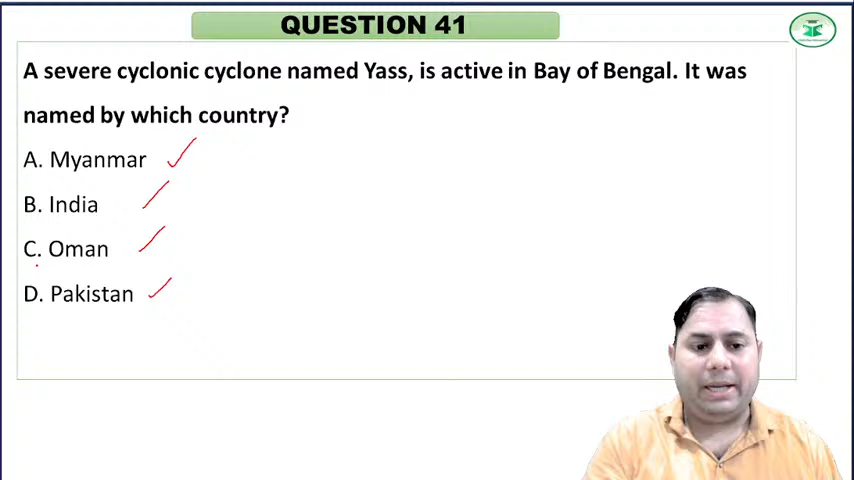 QUESTION 41
A severe cyclonic cyclone named Yass, is active in Bay of Bengal. It was
named by which country?
A. Myanmar
B. India
C. Oman
D. Pakistan